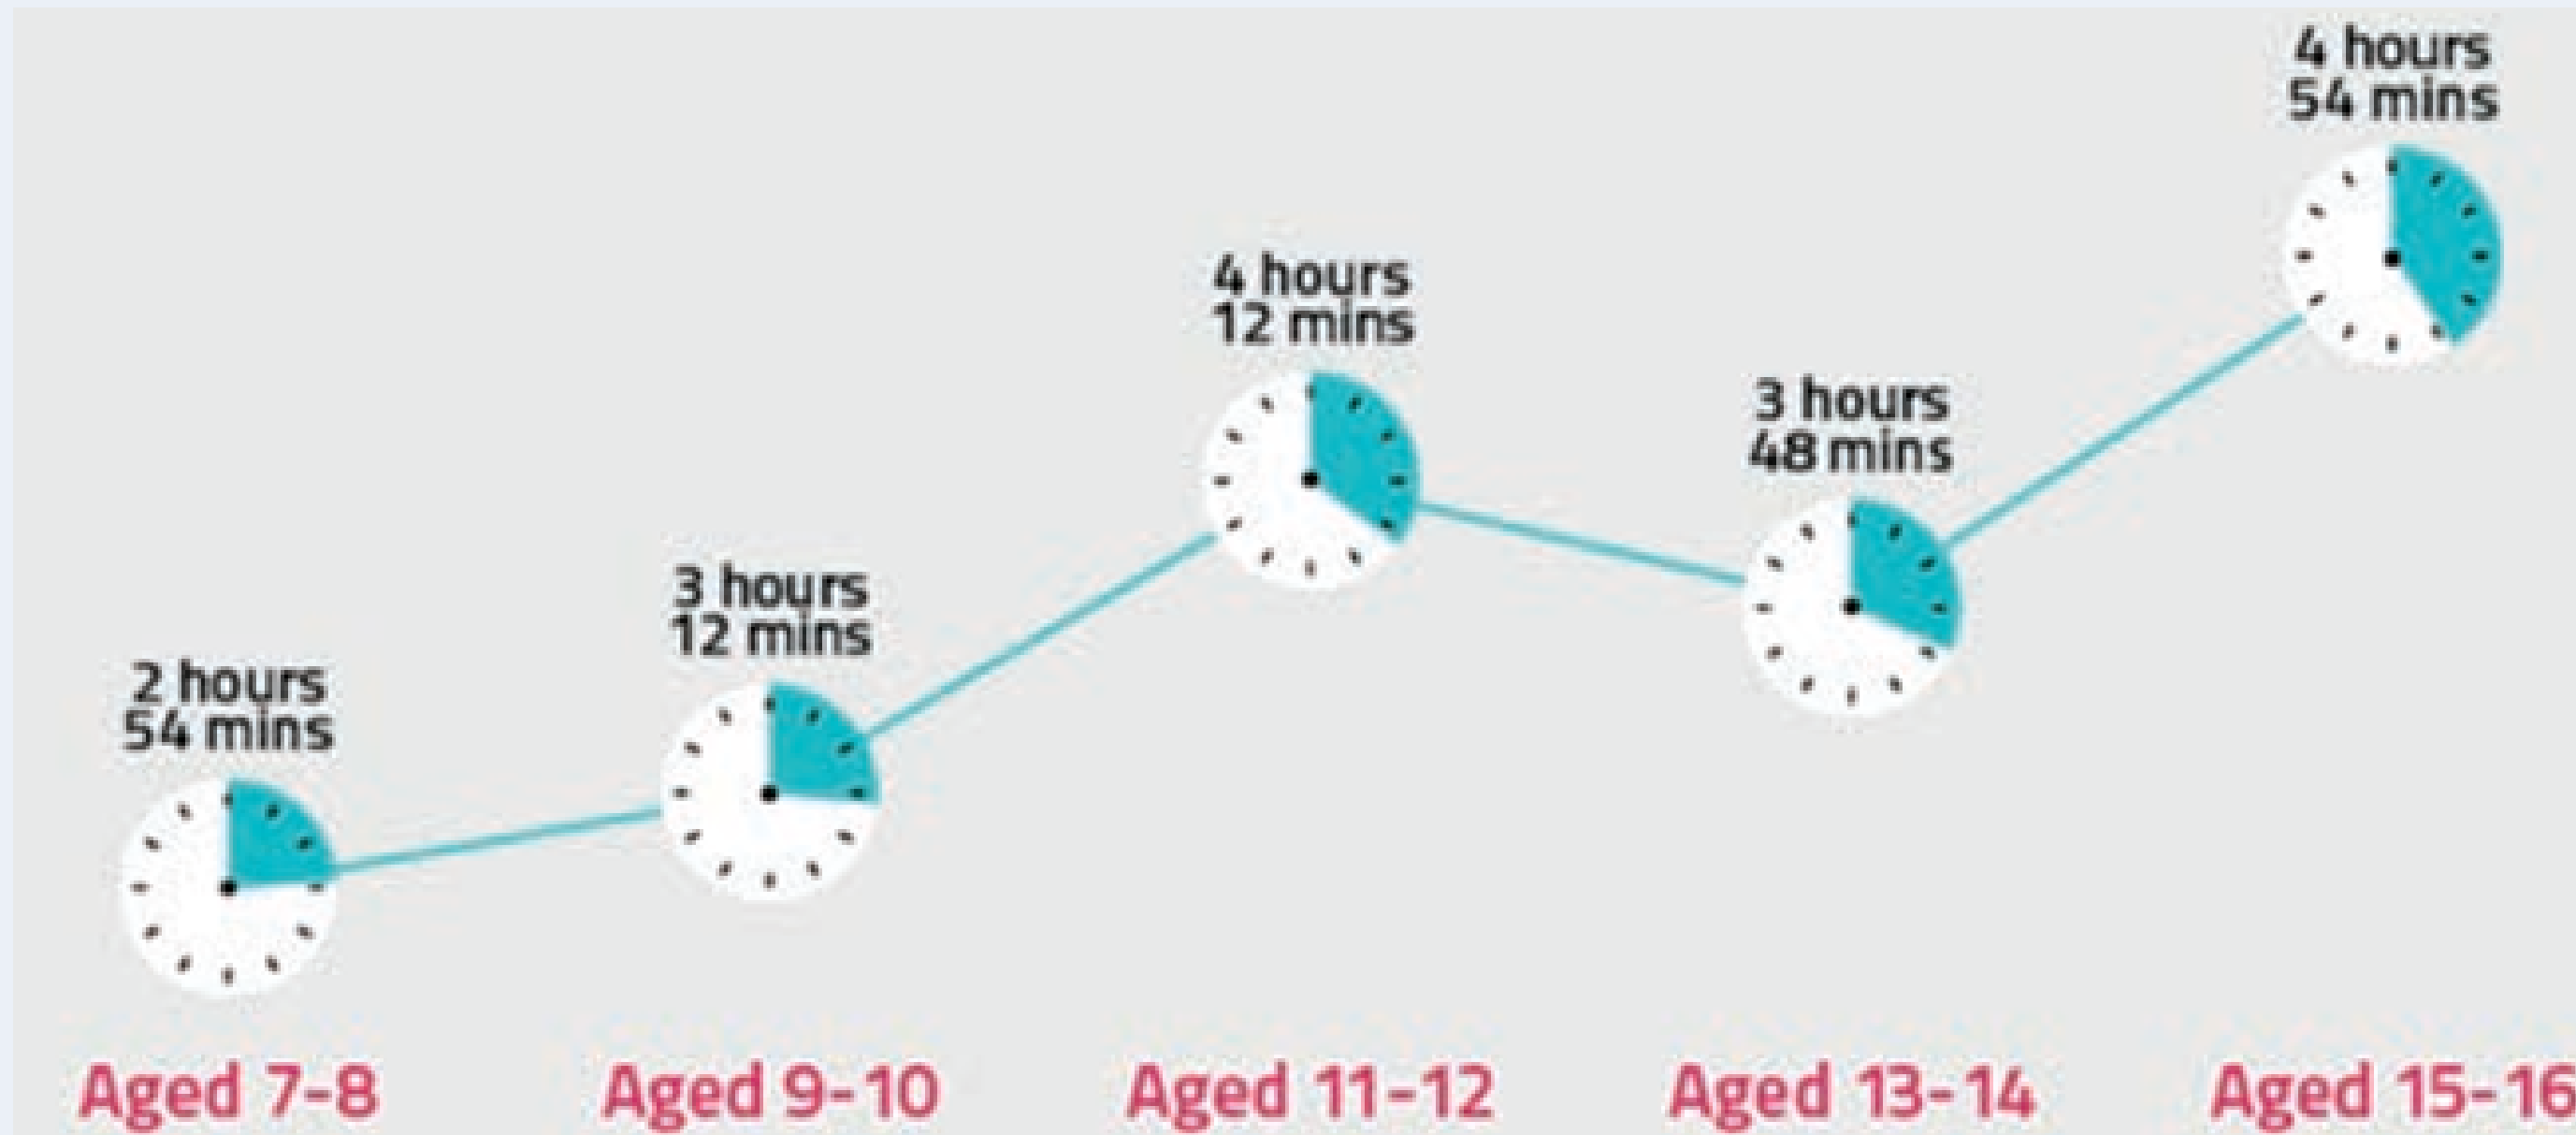 4 hours
54 mins
4 hours
12 mins
3 hours
48 mins
3 hours
12 mins
2 hours
54 mins
Aged 7-8
Aged 9-10
Aged 11-12
Aged 13-14
Aged 15-16